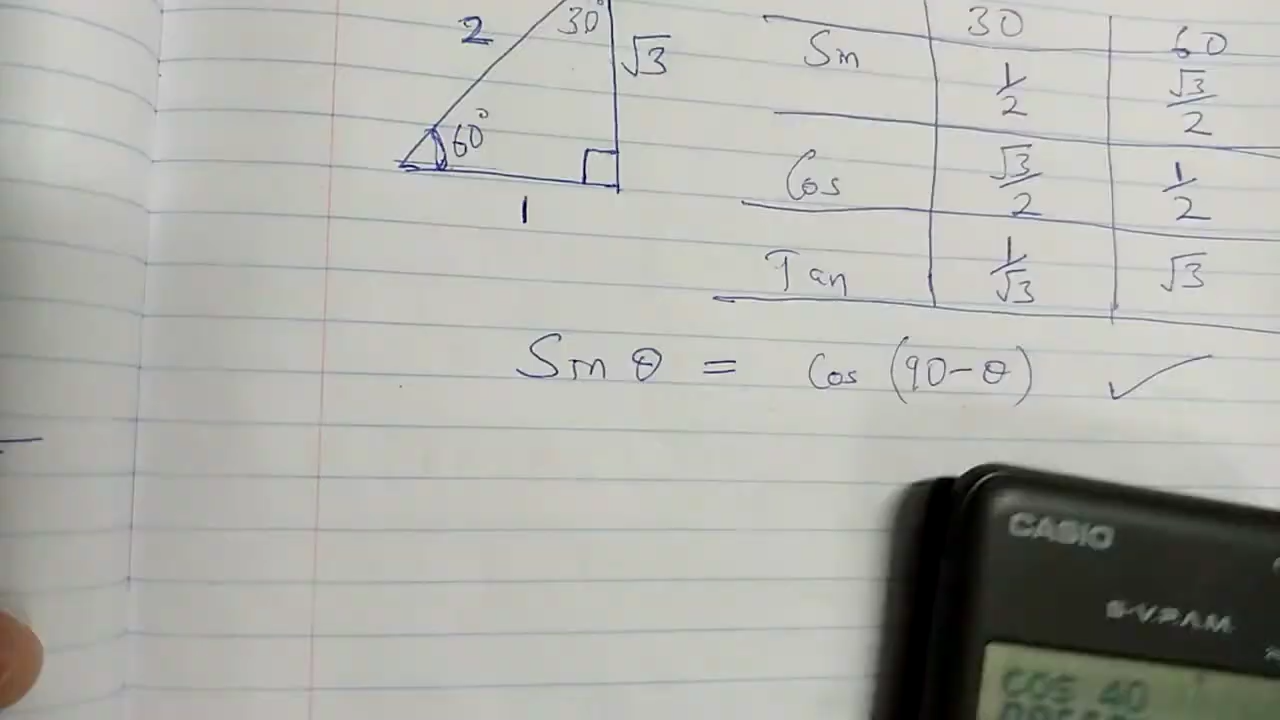 2 30° √3
60°
1
30 60
Sin 1/2 √3/2
Cos √3/2 1/2
Tan 1/√3 √3
Sin θ = Cos (90-θ) ✓
CASIO
S-V.P.A.M.
COS 40